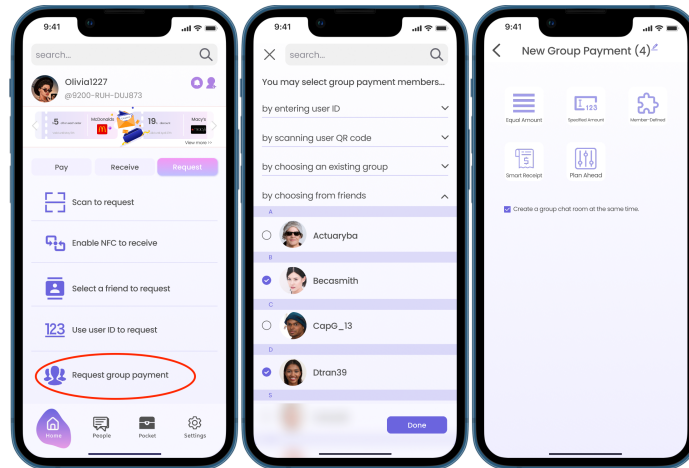 9:41
search...
Olivia1227
@9200-RUH-DUJ873
.5
McDonalds
19.
Macy's
View more >>
Pay
Receive
Request
Scan to request
Enable NFC to receive
Select a friend to request
123 Use user ID to request
Request group payment
Home
People
Pocket
Settings
9:41
search...
You may select group payment members...
by entering user ID
by scanning user QR code
by choosing an existing group
by choosing from friends
A
Actuaryba
B
Becasmith
C
CapG_13
D
Dtran39
S
Done
9:41
New Group Payment (4)
123
Equal Amount
Specified Amount
Member-Defined
S
Smart Receipt
Plan Ahead
Create a group chat room at the same time.